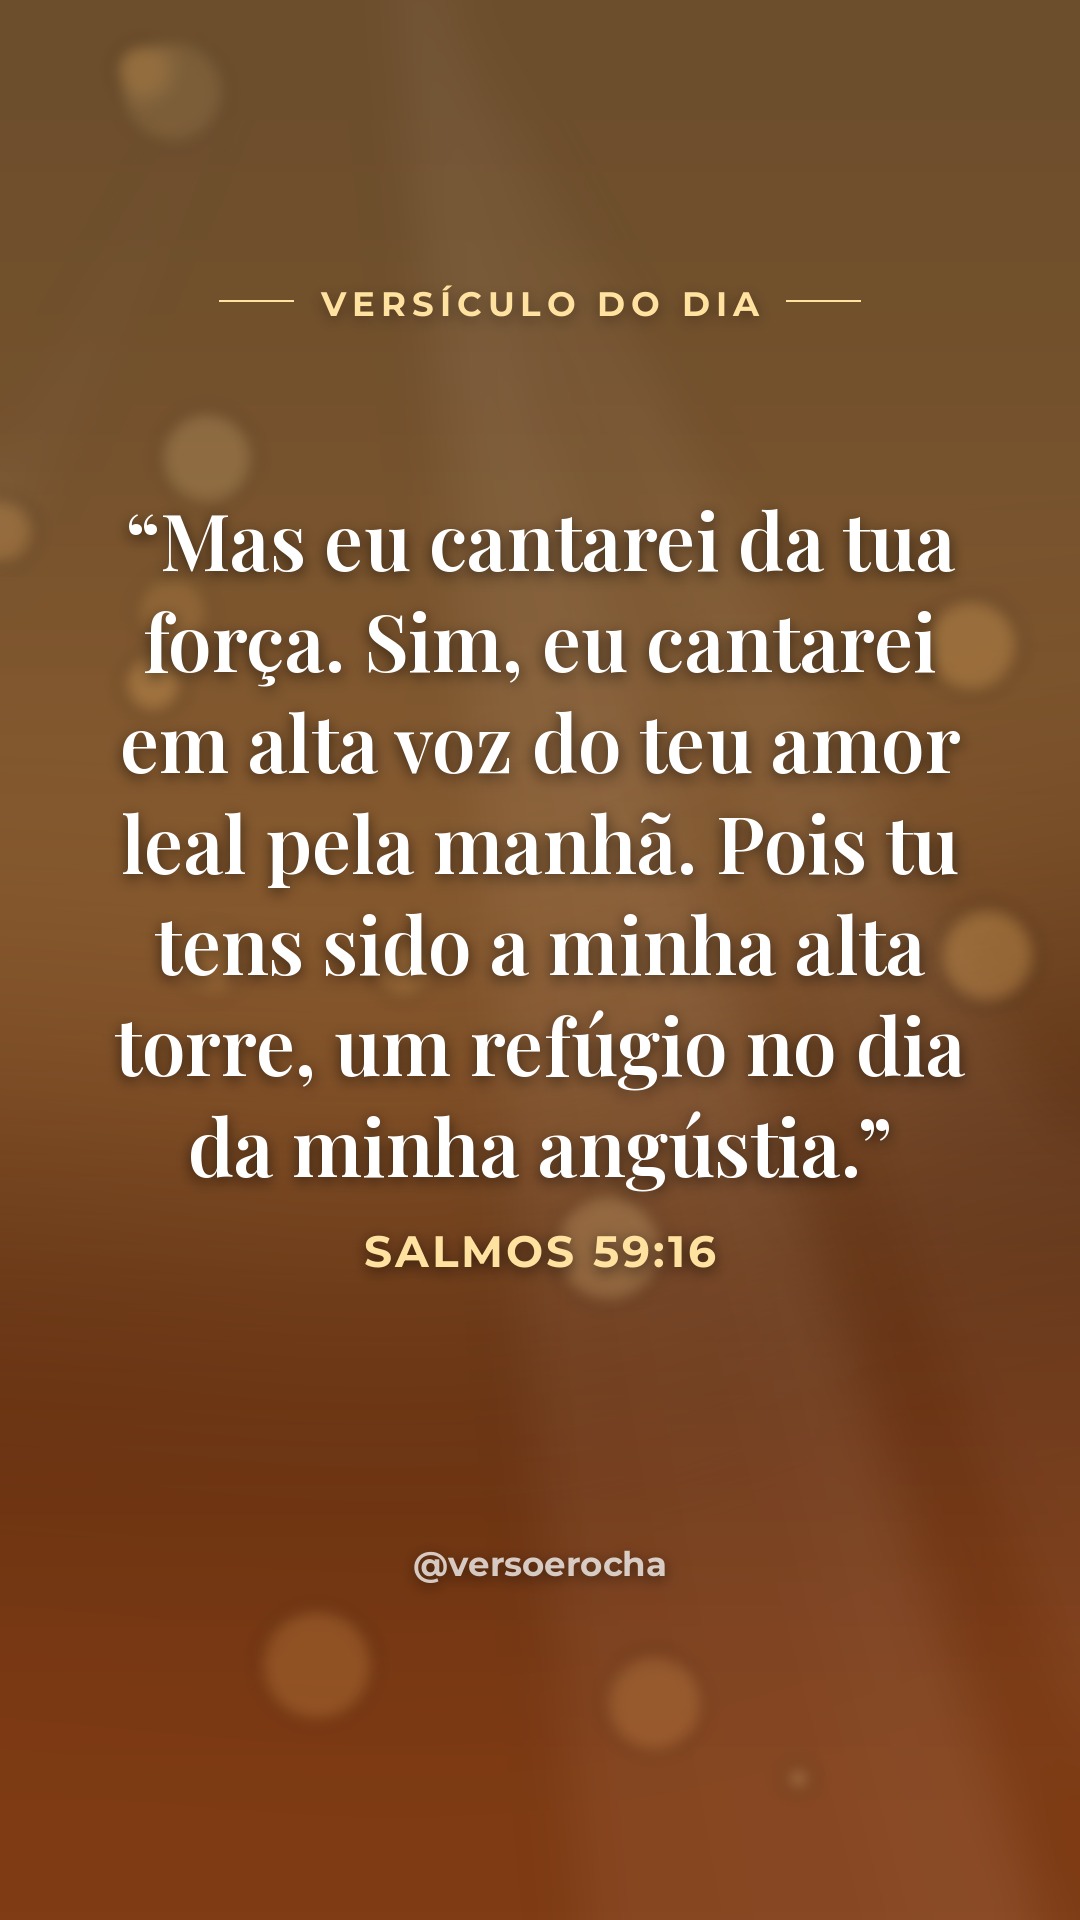 VERSÍCULO DO DIA
“Mas eu cantarei da tua
força. Sim, eu cantarei
em alta voz do teu amor
leal pela manhã. Pois tu
tens sido a minha alta
torre, um refúgio no dia
da minha angústia.”
SALMOS 59:16
@versoerocha